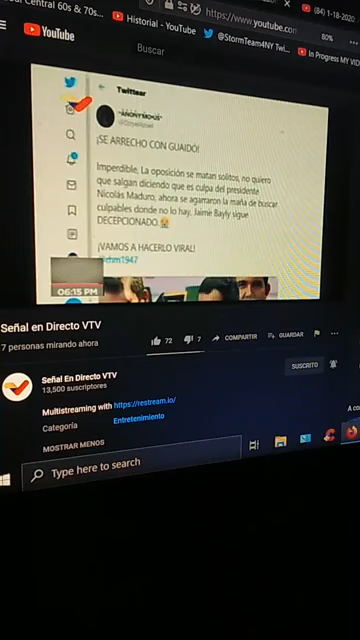 Central 60s & 70s...
Historial - YouTube
(84) 1-18-2020
https://www.youtube.com
80%
@StormTeam4NY Twi...
In Progress MY VID
YouTube
Buscar
Twittear
-ANONYMOUS-
¡SE ARRECHO CON GUAIDÓ!
Imperdible, La oposición se matan solitos, no quiero
que salgan diciendo que es culpa del presidente
Nicolás Maduro, ahora se agarraron la maña de buscar
culpables donde no lo hay, Jaime Bayly sigue
DECEPCIONADO.
¡VAMOS A HACERLO VIRAL!
06:15 PM
Señal en Directo VTV
7 personas mirando ahora
72
7
COMPARTIR
GUARDAR
Señal En Directo VTV
13,500 suscriptores
SUSCRITO
Multistreaming with https://restream.io/
Categoría
Entretenimiento
MOSTRAR MENOS
Type here to search